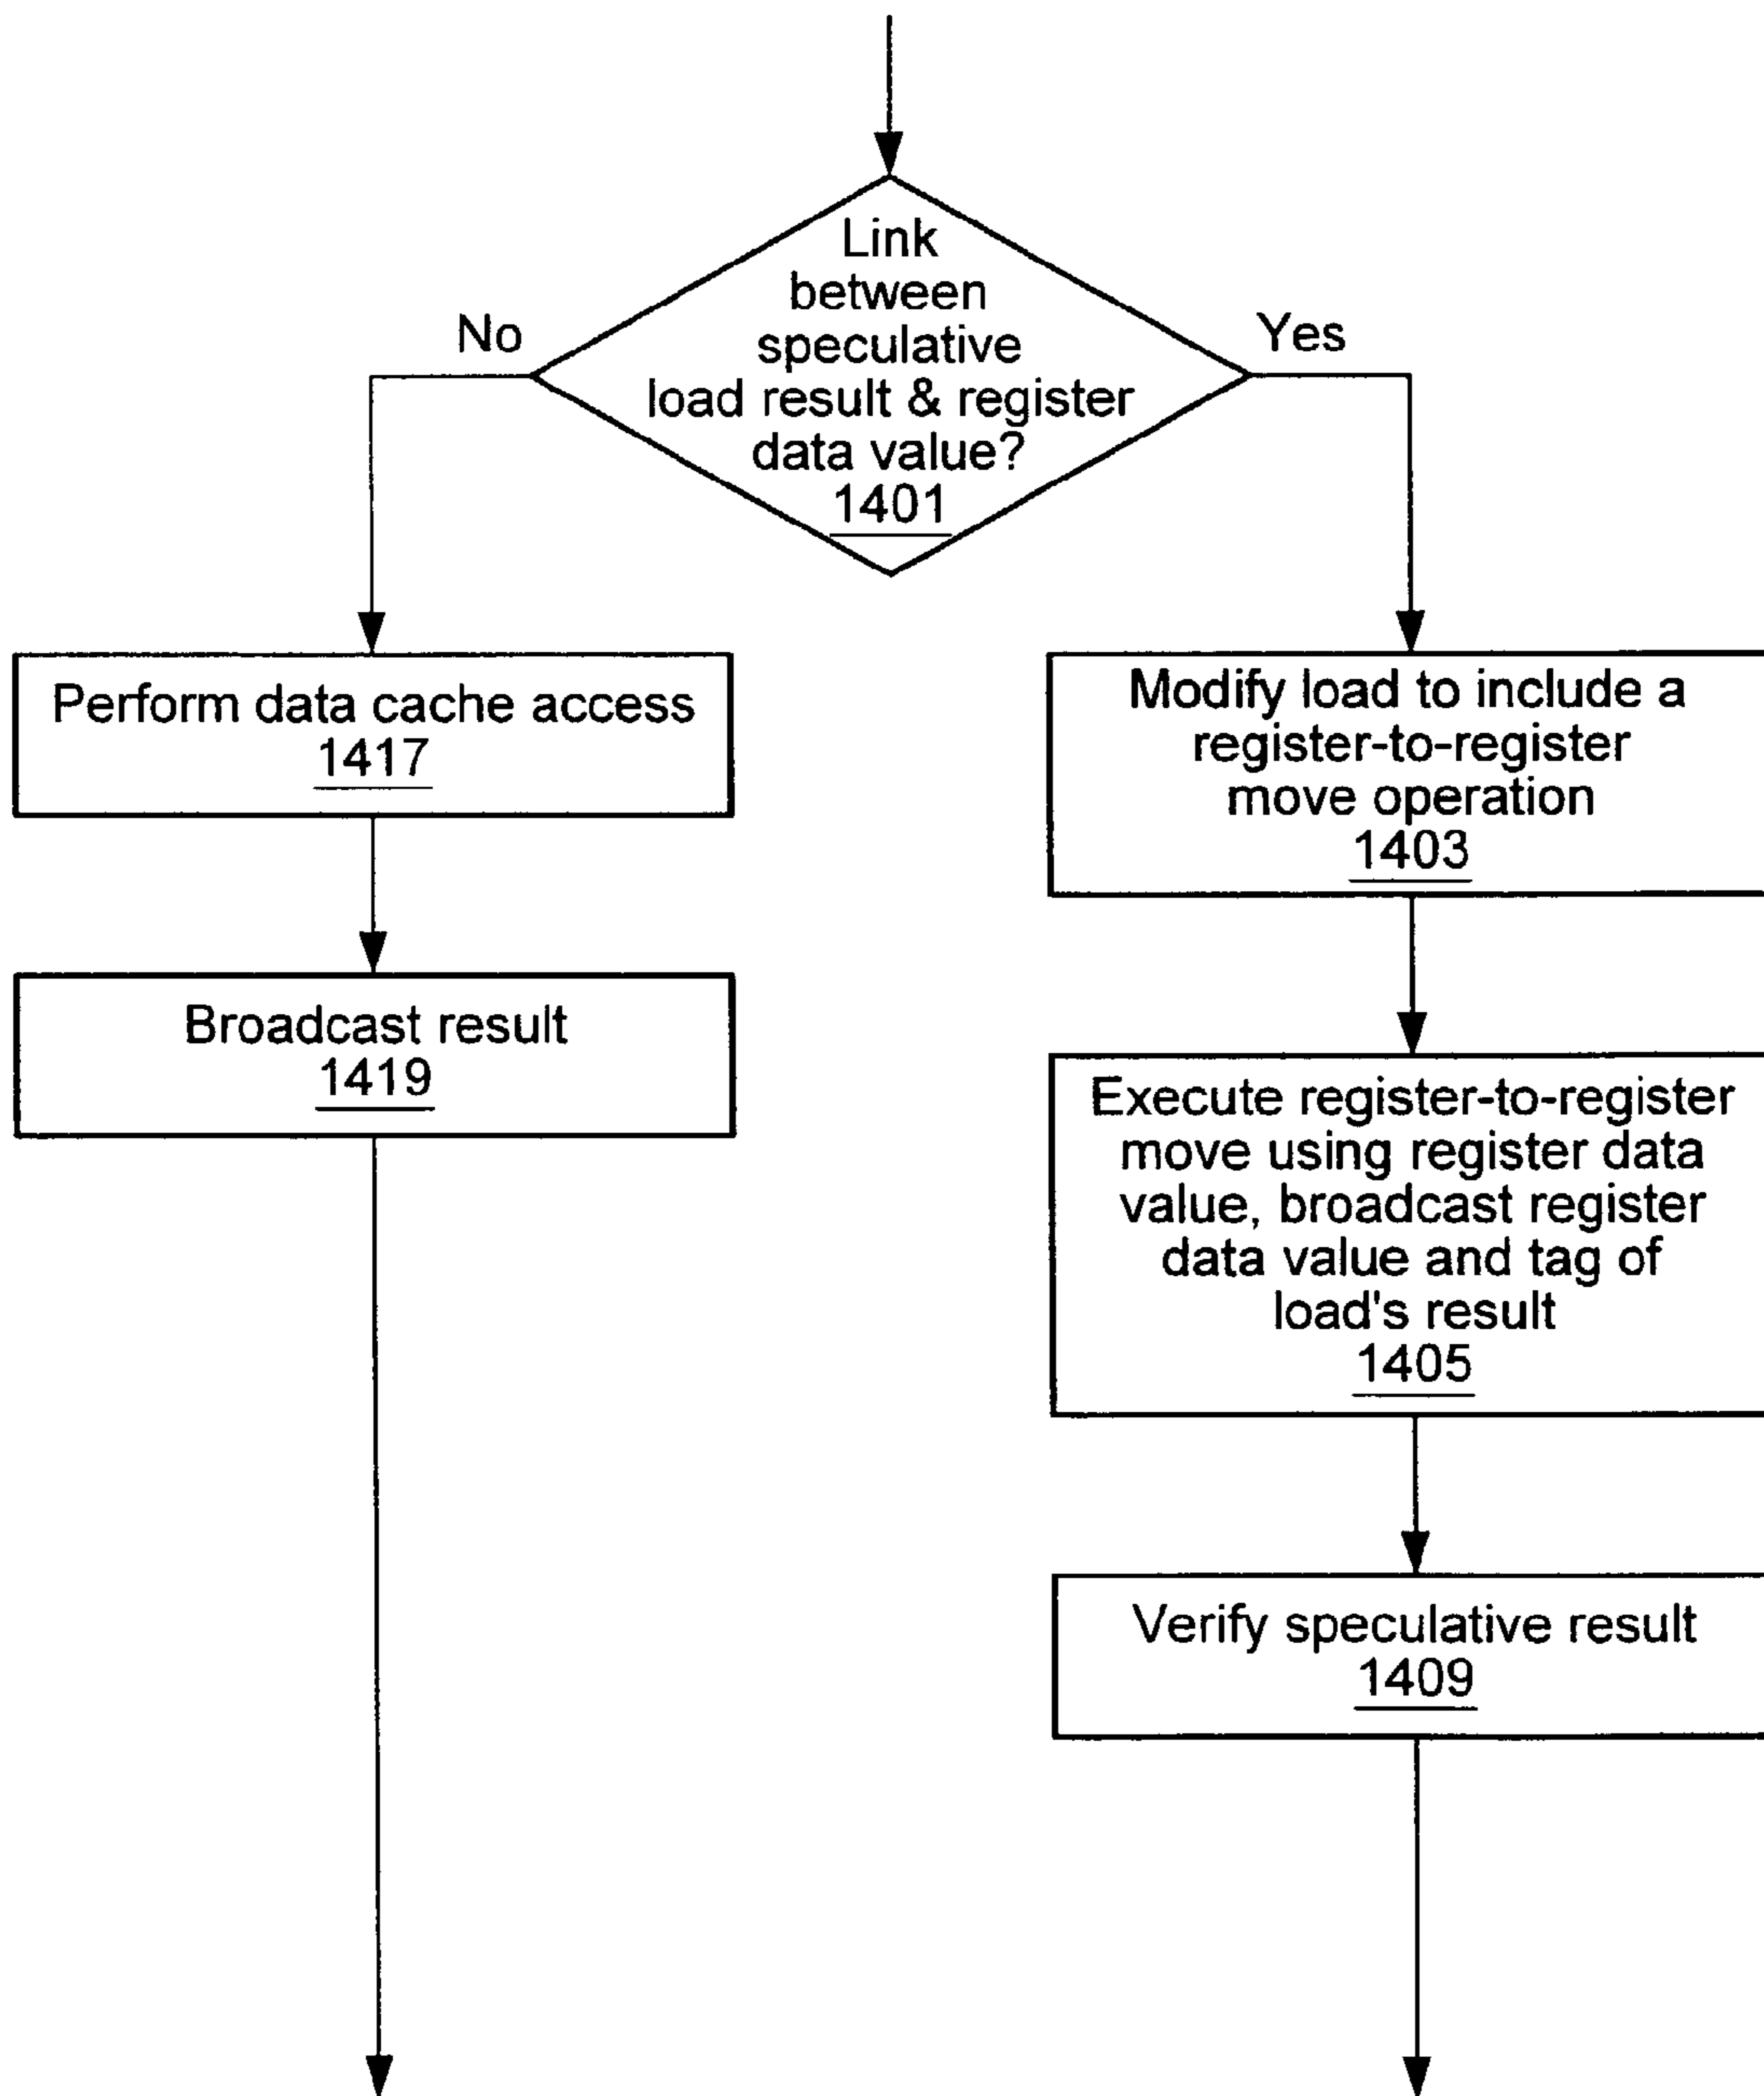 Link
between
speculative
load result & register
data value?
1401
No
Yes
Perform data cache access
1417
Broadcast result
1419
Modify load to include a
register-to-register
move operation
1403
Execute register-to-register
move using register data
value, broadcast register
data value and tag of
load's result
1405
Verify speculative result
1409